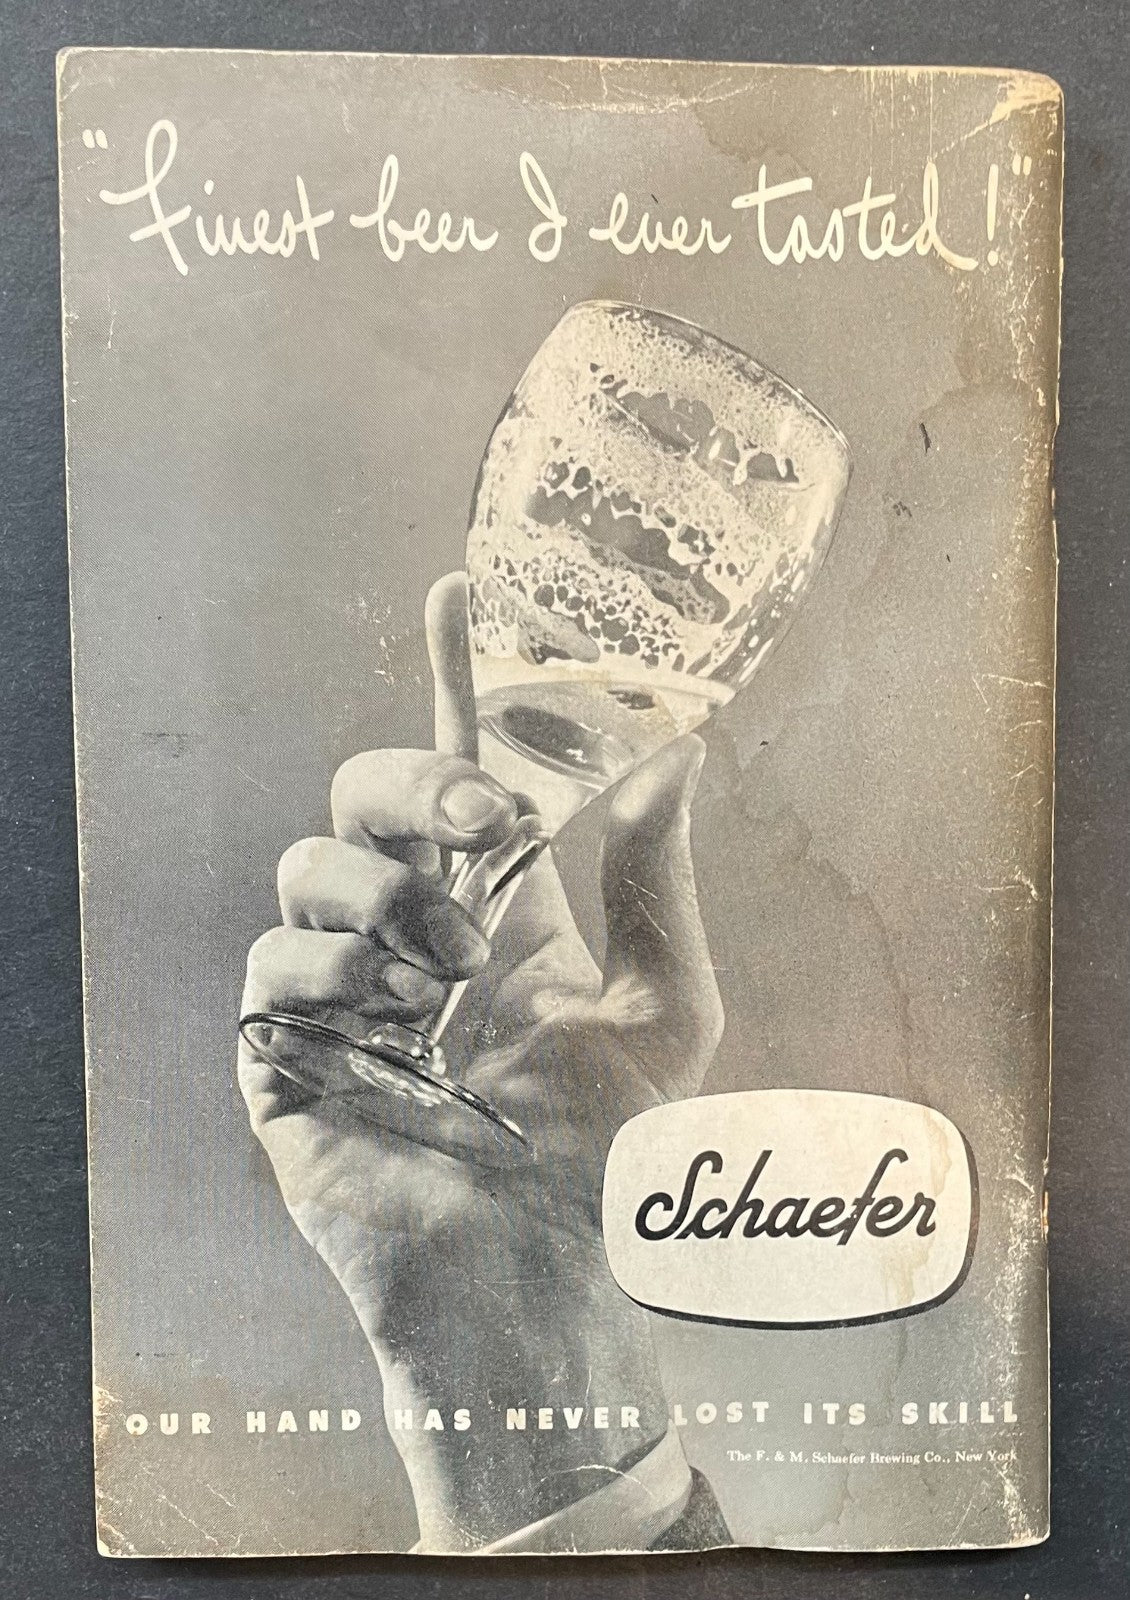 "Finest beer I ever tasted!"
Schaefer
OUR HAND HAS NEVER LOST ITS SKILL
The F. & M. Schaefer Brewing Co., New York